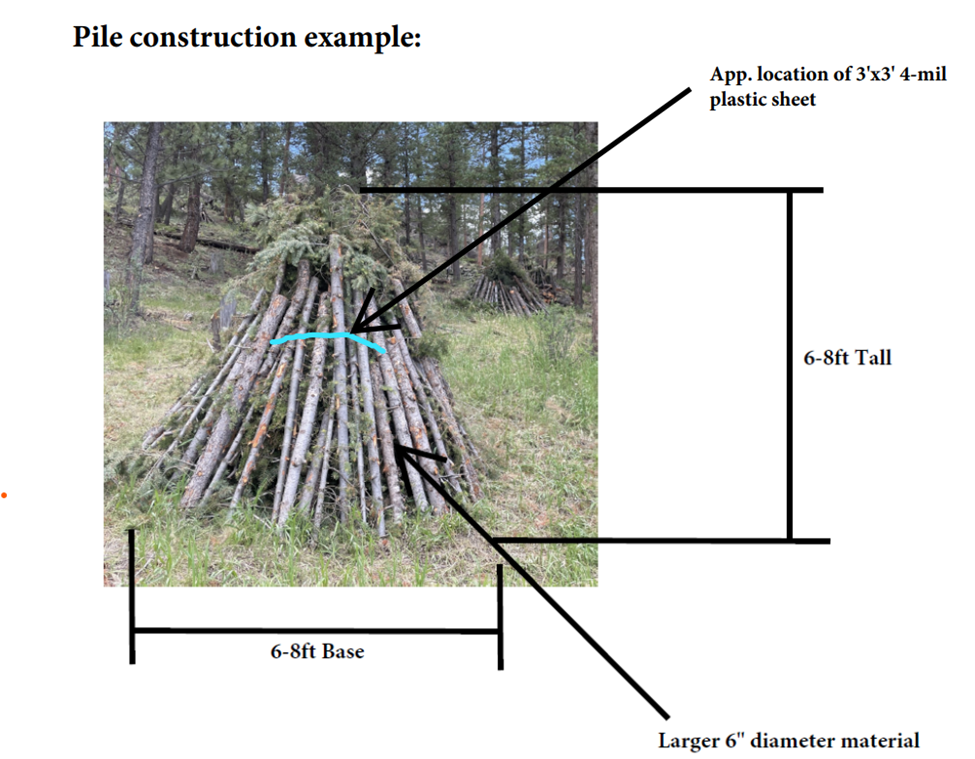 Pile construction example:
App. location of 3'x3' 4-mil
plastic sheet
6-8ft Tall
6-8ft Base
Larger 6" diameter material